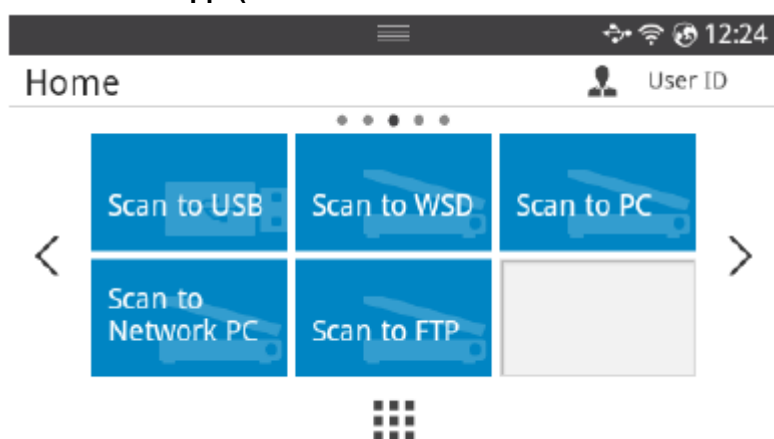 12:24
Home
User ID
Scan to USB
Scan to WSD
Scan to PC
Scan to
Network PC
Scan to FTP